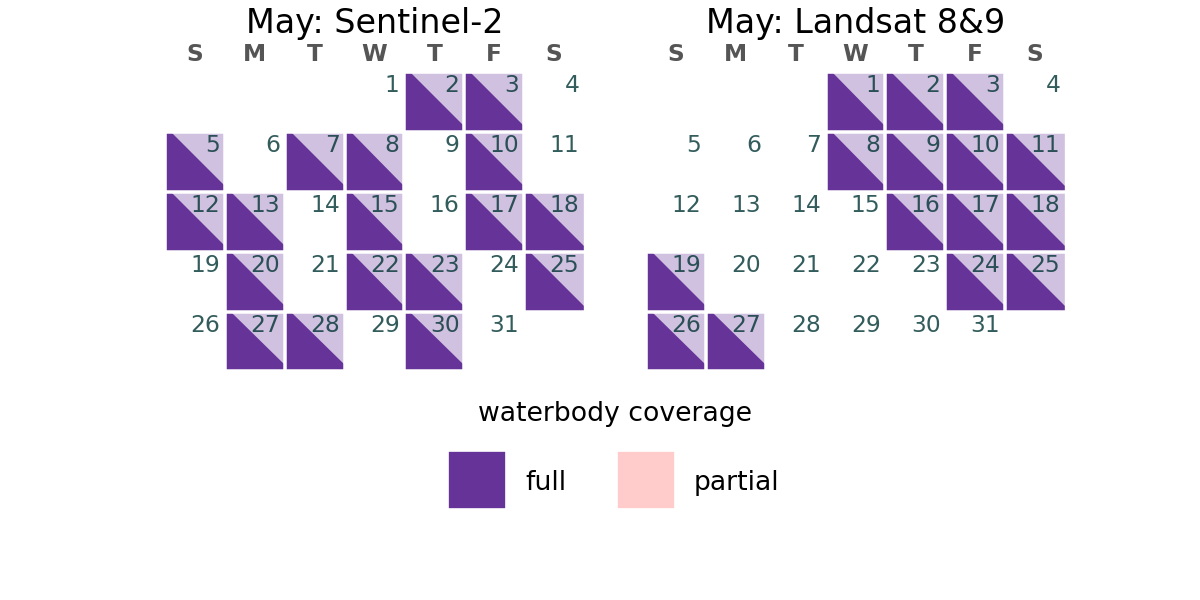 May: Sentinel-2
S M T W T F S
1 2 3 4
5 6 7 8 9 10 11
12 13 14 15 16 17 18
19 20 21 22 23 24 25
26 27 28 29 30 31
May: Landsat 8&9
S M T W T F S
1 2 3 4
5 6 7 8 9 10 11
12 13 14 15 16 17 18
19 20 21 22 23 24 25
26 27 28 29 30 31
waterbody coverage
full partial